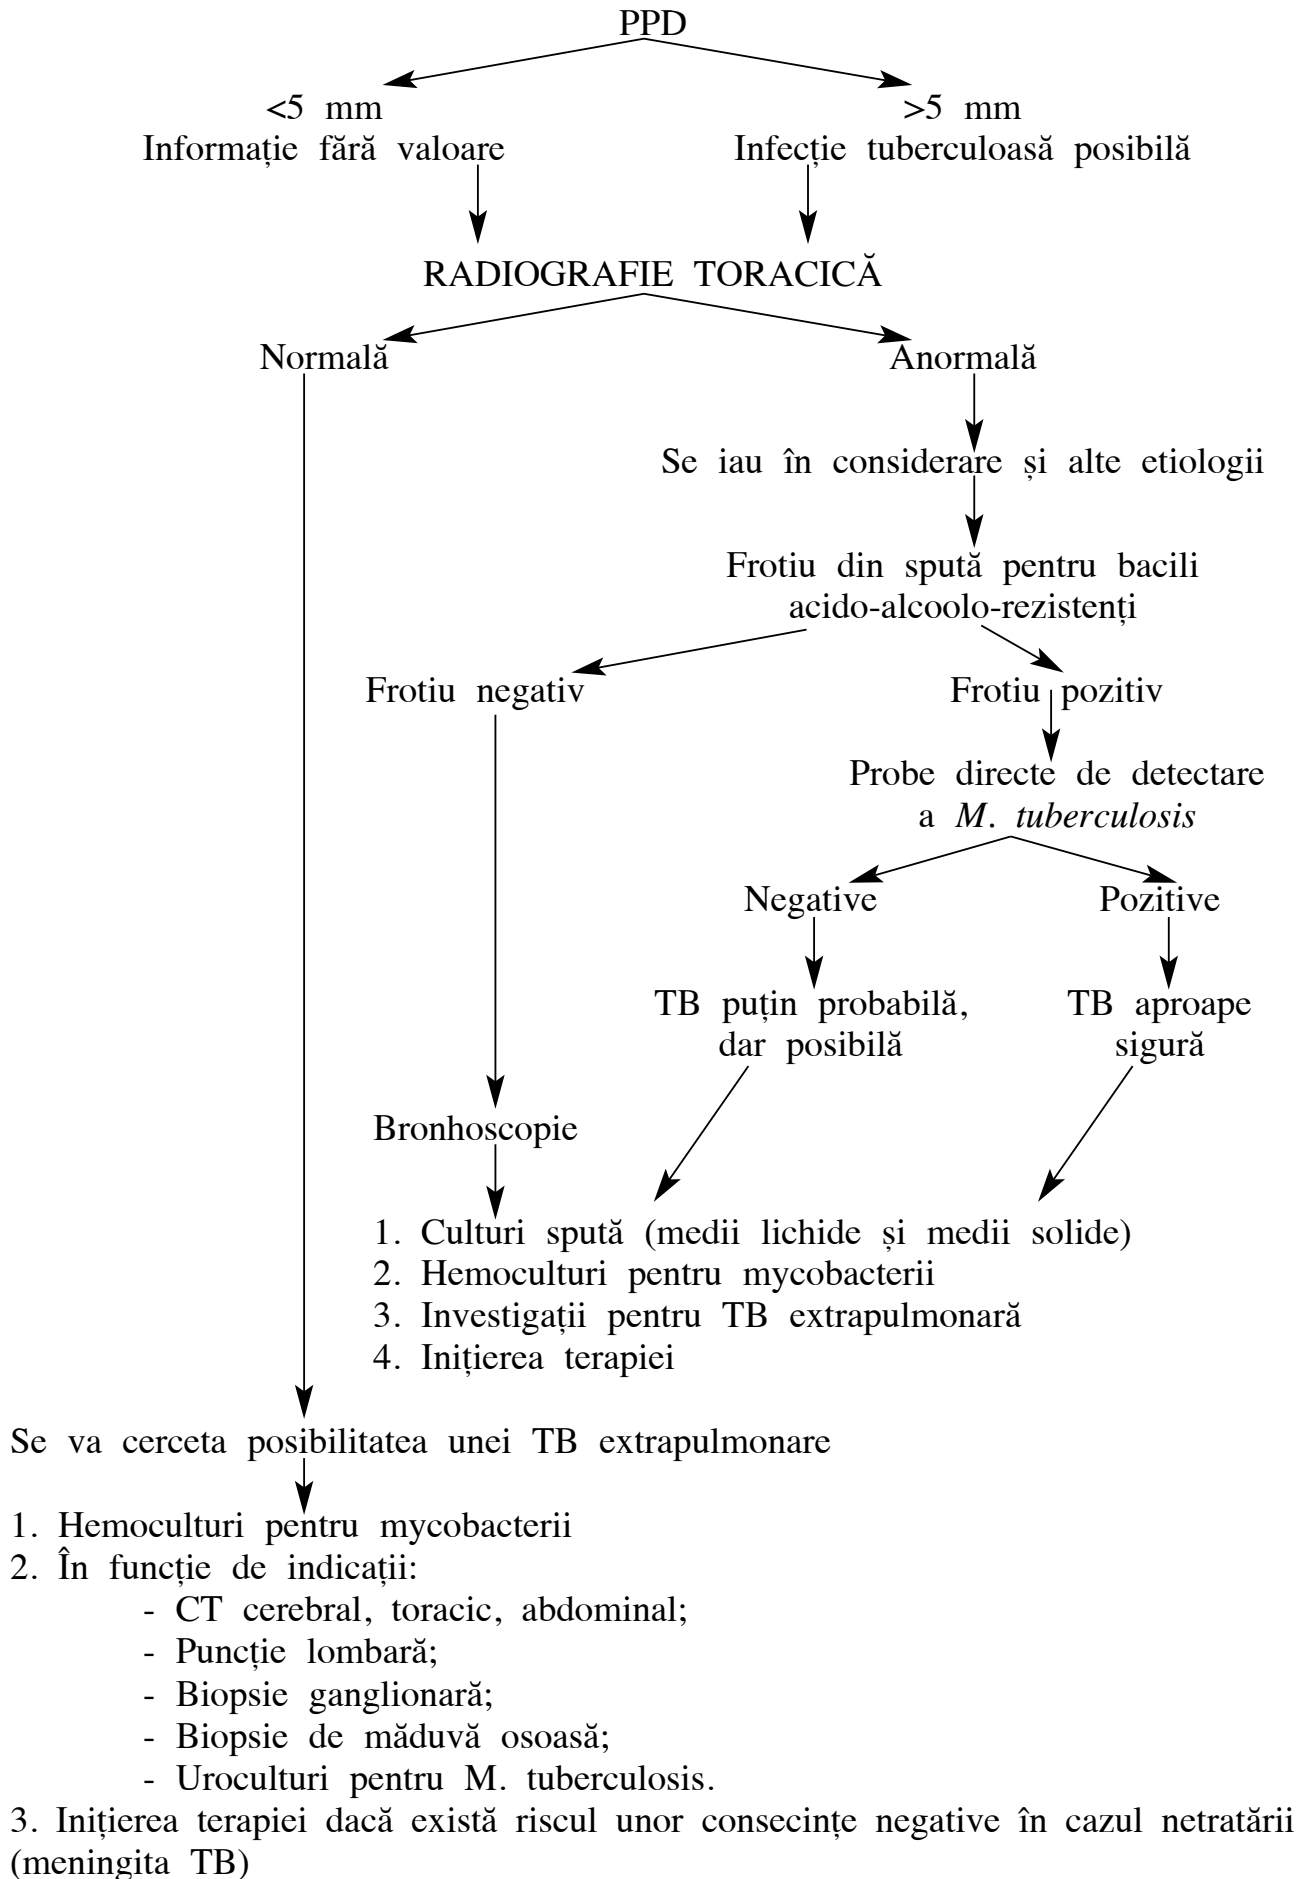 PPD
<5 mm
Informație fără valoare
>5 mm
Infecție tuberculoasă posibilă
RADIOGRAFIE TORACICĂ
Normală
Anormală
Se iau în considerare și alte etiologii
Frotiu din spută pentru bacili
acido-alcoolo-rezistenți
Frotiu negativ
Frotiu pozitiv
Probe directe de detectare
a M. tuberculosis
Negative
Pozitive
TB puțin probabilă,
dar posibilă
TB aproape
sigură
Bronhoscopie
1. Culturi spută (medii lichide și medii solide)
2. Hemoculturi pentru mycobacterii
3. Investigații pentru TB extrapulmonară
4. Inițierea terapiei
Se va cerceta posibilitatea unei TB extrapulmonare
1. Hemoculturi pentru mycobacterii
2. În funcție de indicații:
- CT cerebral, toracic, abdominal;
- Puncție lombară;
- Biopsie ganglionară;
- Biopsie de măduvă osoasă;
- Uroculturi pentru M. tuberculosis.
3. Inițierea terapiei dacă există riscul unor consecințe negative în cazul netratării
(meningita TB)